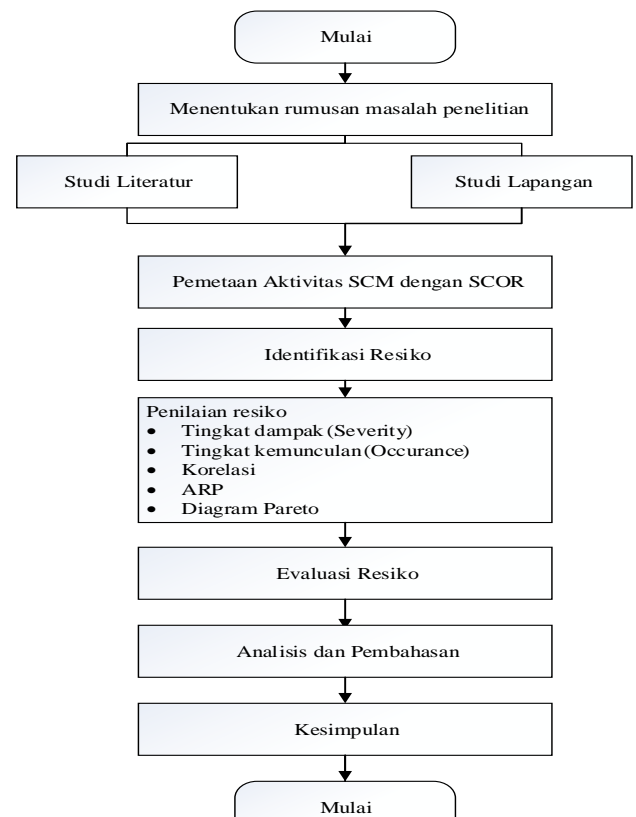 Mulai
Menentukan rumusan masalah penelitian
Studi Literatur
Studi Lapangan
Pemetaan Aktivitas SCM dengan SCOR
Identifikasi Resiko
Penilaian resiko
• Tingkat dampak (Severity)
• Tingkat kemunculan (Occurance)
• Korelasi
• ARP
• Diagram Pareto
Evaluasi Resiko
Analisis dan Pembahasan
Kesimpulan
Mulai